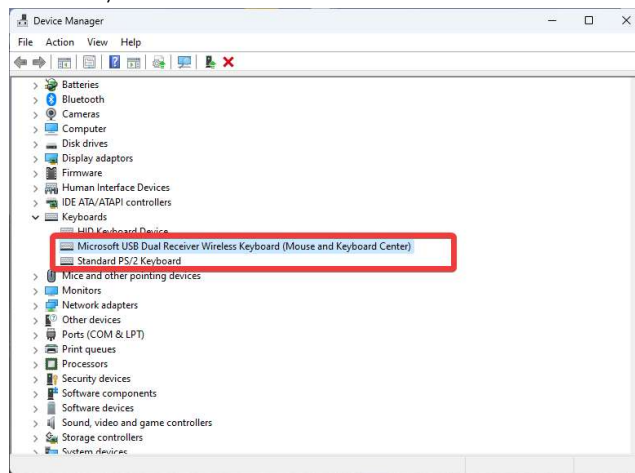 Device Manager
File Action View Help
Batteries
Bluetooth
Cameras
Computer
Disk drives
Display adaptors
Firmware
Human Interface Devices
IDE ATA/ATAPI controllers
Keyboards
HID Keyboard Device
Microsoft USB Dual Receiver Wireless Keyboard (Mouse and Keyboard Center)
Standard PS/2 Keyboard
Mice and other pointing devices
Monitors
Network adapters
Other devices
Ports (COM & LPT)
Print queues
Processors
Security devices
Software components
Software devices
Sound, video and game controllers
Storage controllers
System devices